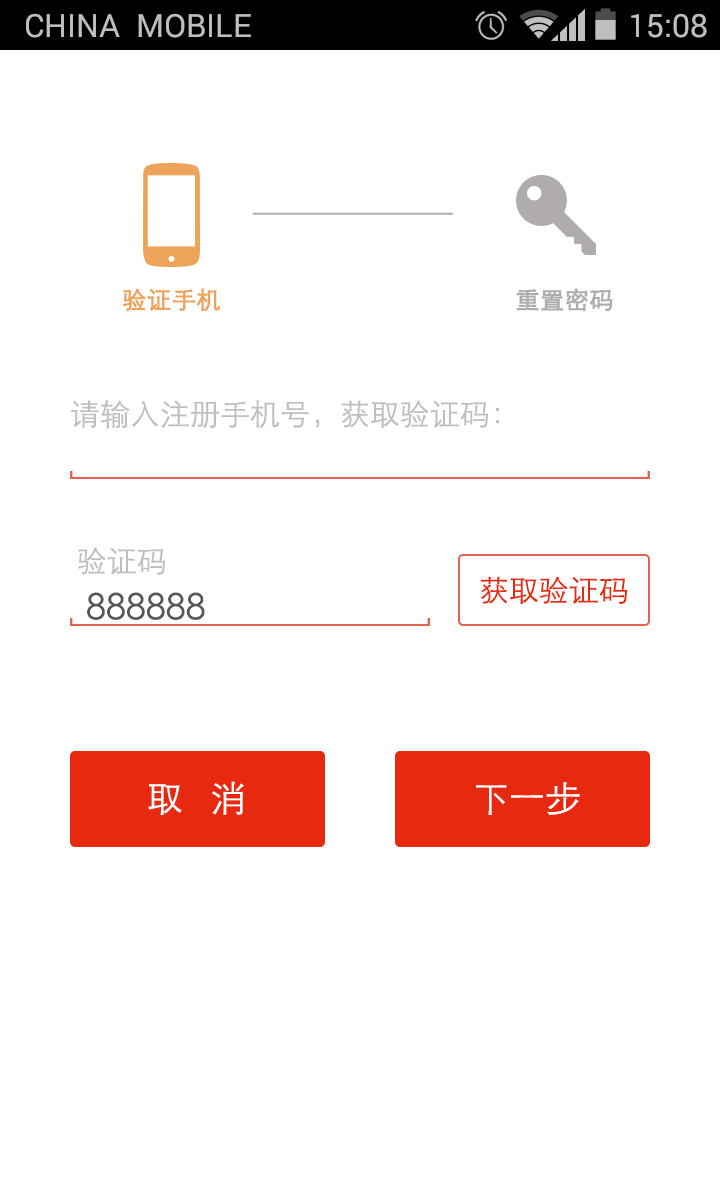 CHINA MOBILE 15:08
验证手机 重置密码
请输入注册手机号，获取验证码：
验证码
888888
获取验证码
取 消 下一步